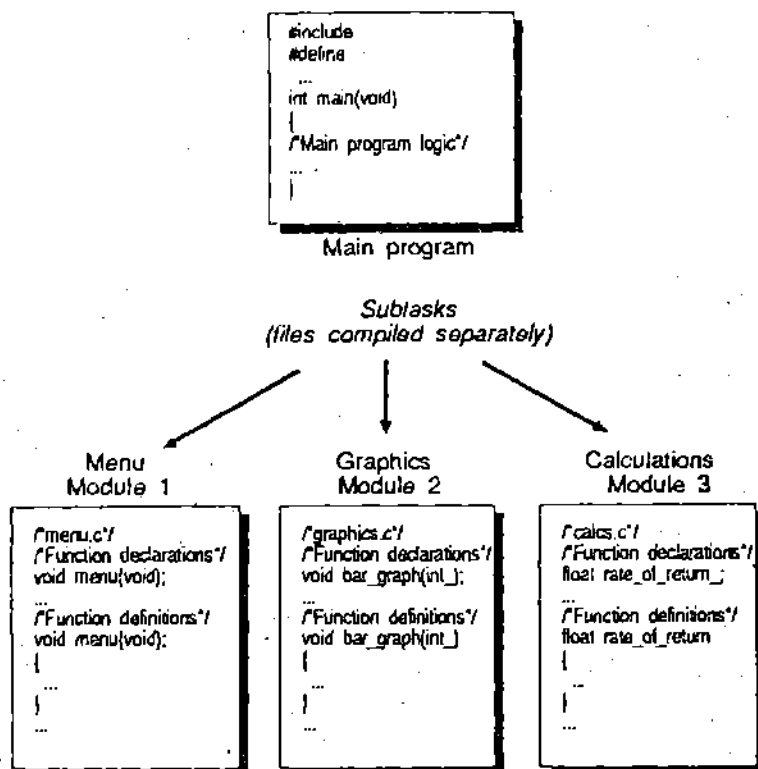 #include
#define
...
int main(void)
{
/*Main program logic*/
...
}
Main program
Subtasks
(files compiled separately)
Menu
Module 1
Graphics
Module 2
Calculations
Module 3
/*menu.c*/
/*Function declarations*/
void menu(void);
...
/*Function definitions*/
void menu(void);
{
...
}
...
/*graphics.c*/
/*Function declarations*/
void bar_graph(int_);
...
/*Function definitions*/
void bar_graph(int_)
{
...
}
...
/*calcs.c*/
/*Function declarations*/
float rate_of_return_;
...
/*Function definitions*/
float rate_of_return
{
...
}
...